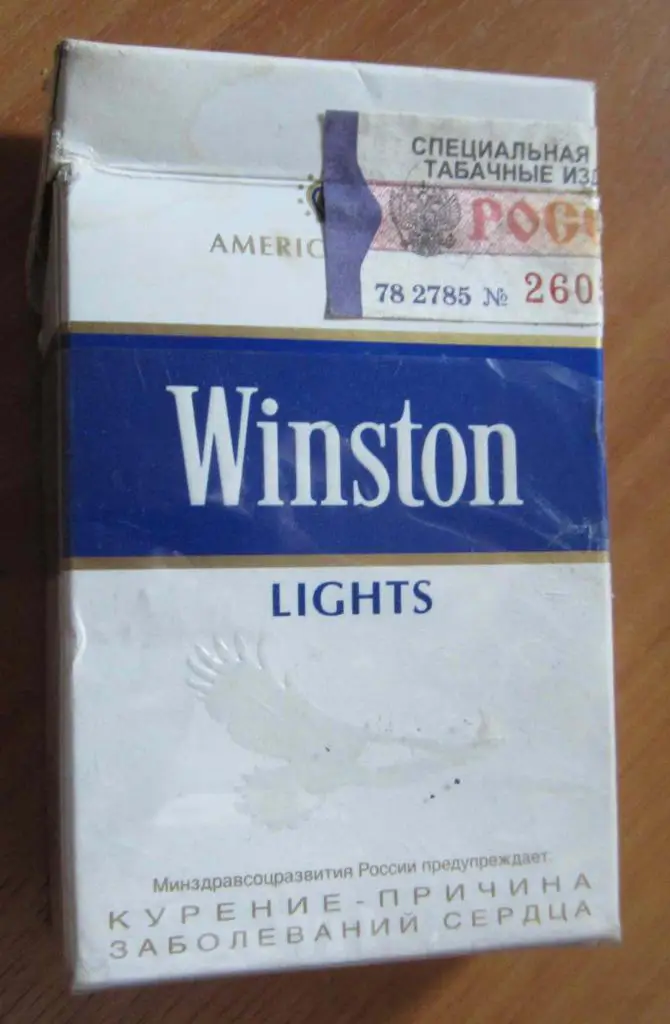 СПЕЦИАЛЬНАЯ
ТАБАЧНЫЕ ИЗД
РОСС
78 2785 № 260
AMERIC
Winston
LIGHTS
Минздравсоцразвития России предупреждает:
КУРЕНИЕ - ПРИЧИНА
ЗАБОЛЕВАНИЙ СЕРДЦА